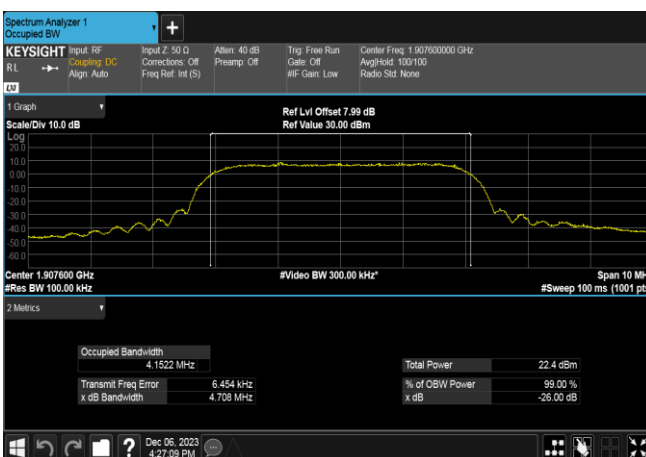 Spectrum Analyzer 1
Occupied BW
+
KEYSIGHT Input: RF Input Z: 50 Ω Atten: 40 dB Trig: Free Run Center Freq: 1.907600000 GHz
RL Coupling: DC Corrections: Off Preamp: Off Gate: Off Avg|Hold: 100/100
Align: Auto Freq Ref: Int (S) #IF Gain: Low Radio Std: None
LXI
1 Graph Ref Lvl Offset 7.99 dB
Scale/Div 10.0 dB Ref Value 30.00 dBm
Log
20.0
10.0
0.00
-10.0
-20.0
-30.0
-40.0
-50.0
-60.0
Center 1.907600 GHz #Video BW 300.00 kHz* Span 10 MH
#Res BW 100.00 kHz #Sweep 100 ms (1001 pt
2 Metrics
Occupied Bandwidth
4.1522 MHz Total Power 22.4 dBm
Transmit Freq Error 6.454 kHz % of OBW Power 99.00 %
x dB Bandwidth 4.708 MHz x dB -26.00 dB
? Dec 06, 2023
4:27:09 PM